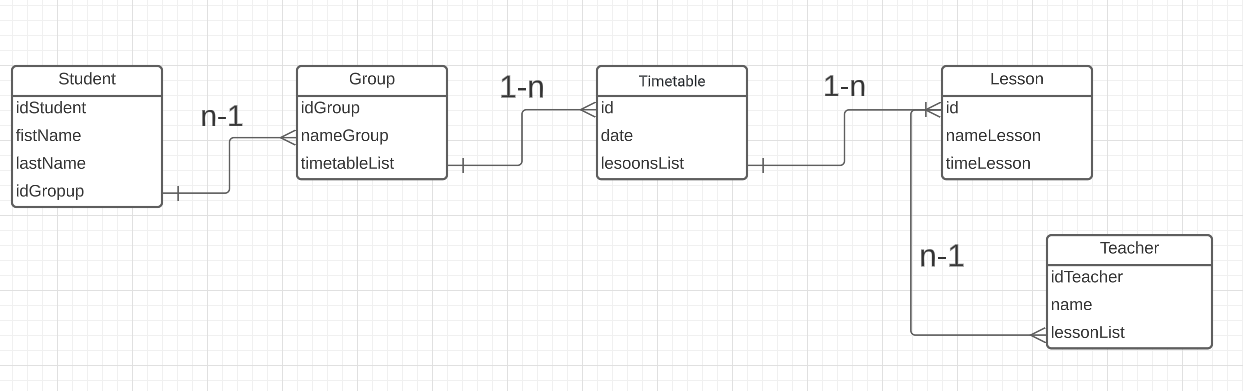 Student
idStudent
fistName
lastName
idGropup
n-1
Group
idGroup
nameGroup
timetableList
1-n
Timetable
id
date
lesoonsList
1-n
Lesson
id
nameLesson
timeLesson
n-1
Teacher
idTeacher
name
lessonList